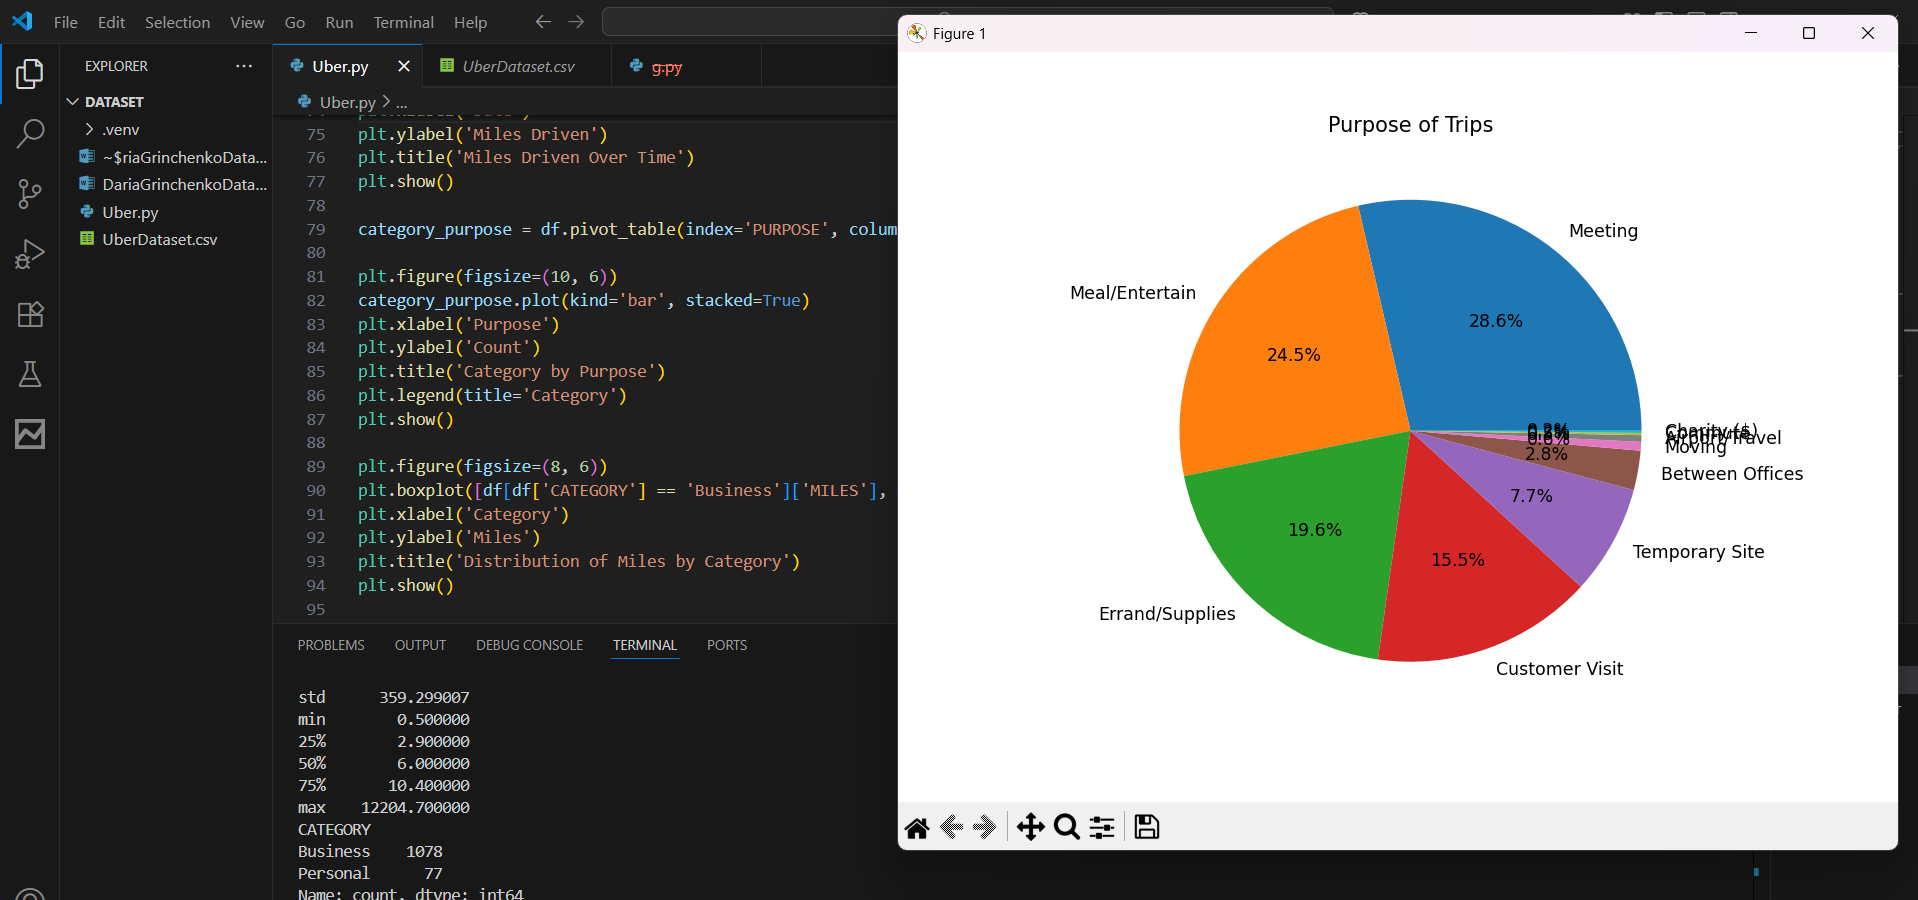 File Edit Selection View Go Run Terminal Help
EXPLORER
DATASET
.venv
~$riaGrinchenkoData...
DariaGrinchenkoData...
Uber.py
UberDataset.csv
Uber.py
UberDataset.csv
g.py
Uber.py > ...
75 plt.ylabel('Miles Driven')
76 plt.title('Miles Driven Over Time')
77 plt.show()
78
79 category_purpose = df.pivot_table(index='PURPOSE', colum
80
81 plt.figure(figsize=(10, 6))
82 category_purpose.plot(kind='bar', stacked=True)
83 plt.xlabel('Purpose')
84 plt.ylabel('Count')
85 plt.title('Category by Purpose')
86 plt.legend(title='Category')
87 plt.show()
88
89 plt.figure(figsize=(8, 6))
90 plt.boxplot([df[df['CATEGORY'] == 'Business']['MILES'],
91 plt.xlabel('Category')
92 plt.ylabel('Miles')
93 plt.title('Distribution of Miles by Category')
94 plt.show()
95
PROBLEMS OUTPUT DEBUG CONSOLE TERMINAL PORTS
std 359.299007
min 0.500000
25% 2.900000
50% 6.000000
75% 10.400000
max 12204.700000
CATEGORY
Business 1078
Personal 77
Name: count, dtype: int64
Figure 1
Purpose of Trips
Meeting
28.6%
Meal/Entertain
24.5%
Errand/Supplies
19.6%
Customer Visit
15.5%
Temporary Site
7.7%
Between Offices
2.8%
Moving
Airport/Travel
Charity ($)